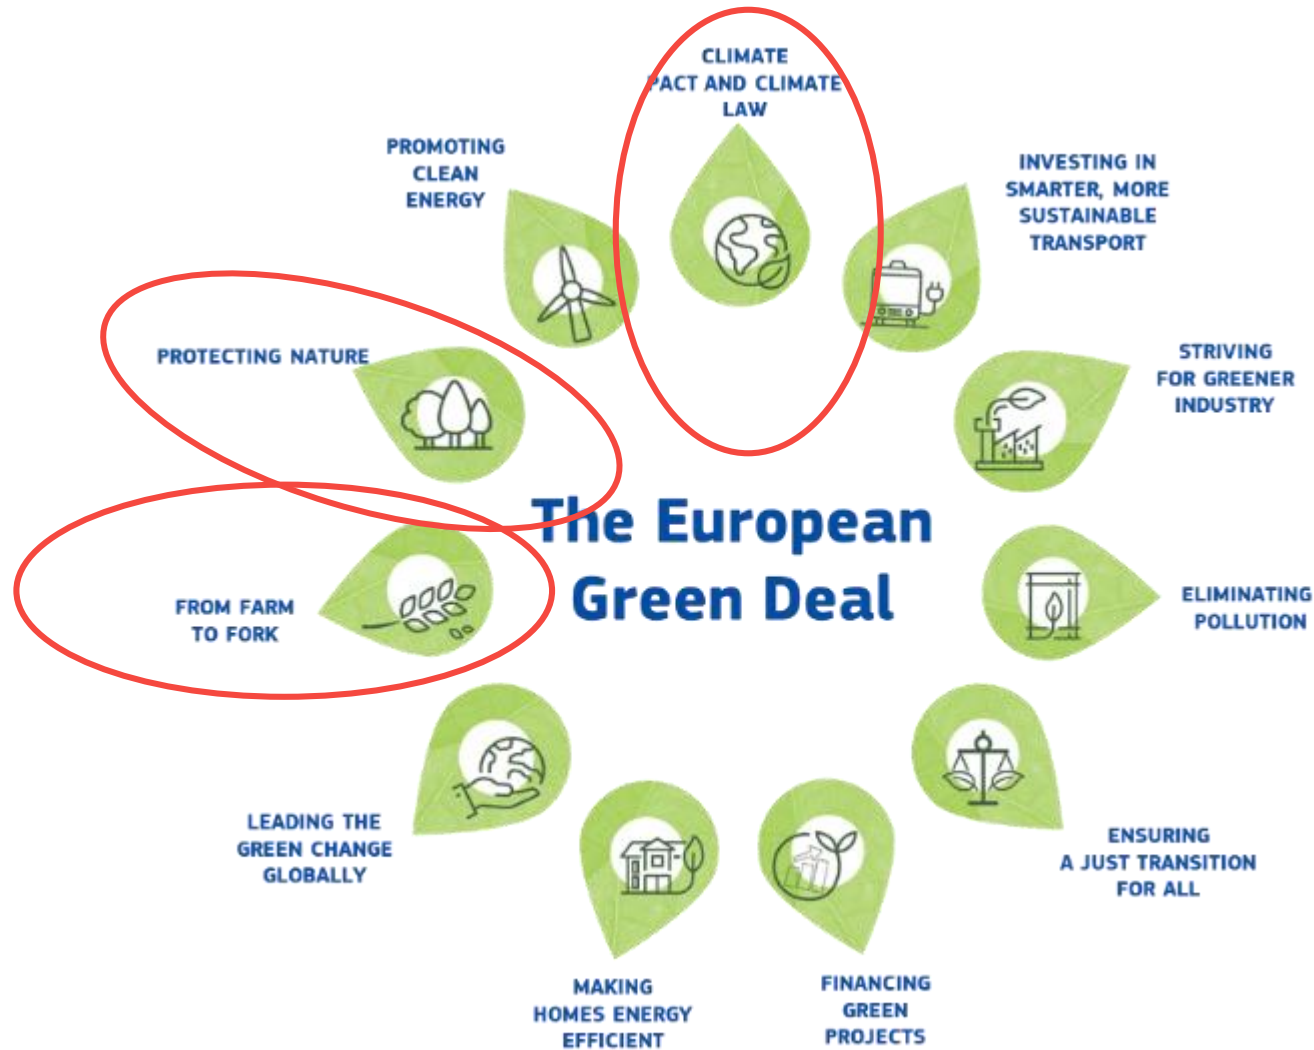 CLIMATE
PACT AND CLIMATE
LAW
PROMOTING
CLEAN
ENERGY
INVESTING IN
SMARTER, MORE
SUSTAINABLE
TRANSPORT
PROTECTING NATURE
STRIVING
FOR GREENER
INDUSTRY
The European
Green Deal
FROM FARM
TO FORK
ELIMINATING
POLLUTION
LEADING THE
GREEN CHANGE
GLOBALLY
ENSURING
A JUST TRANSITION
FOR ALL
MAKING
HOMES ENERGY
EFFICIENT
FINANCING
GREEN
PROJECTS